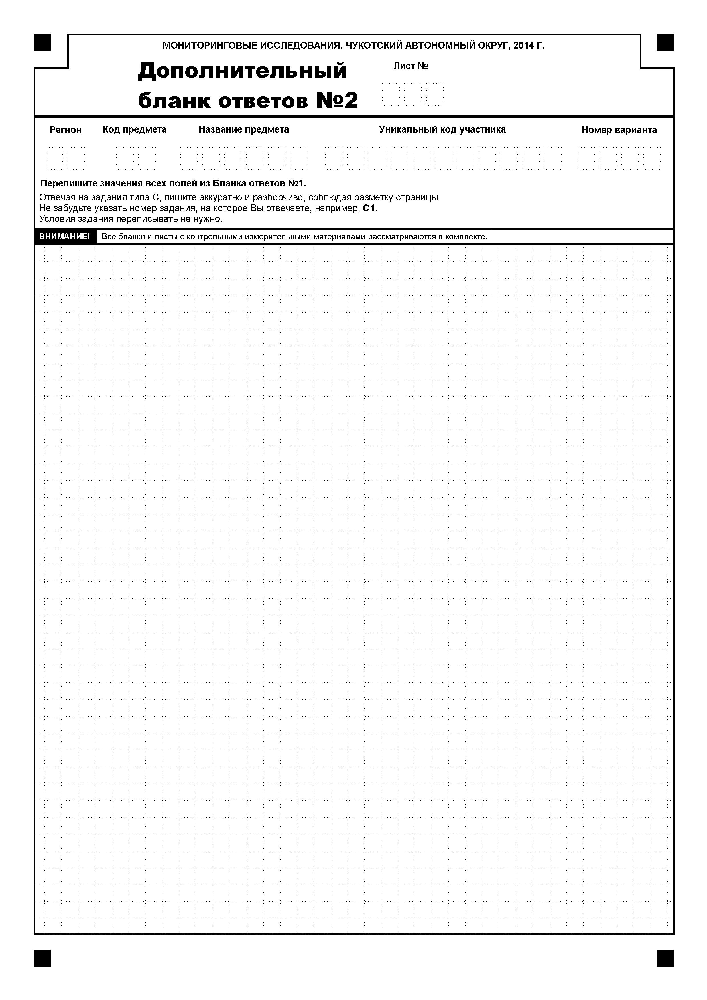 МОНИТОРИНГОВЫЕ ИССЛЕДОВАНИЯ. ЧУКОТСКИЙ АВТОНОМНЫЙ ОКРУГ, 2014 Г.
Дополнительный
бланк ответов №2
Лист №
Регион Код предмета Название предмета Уникальный код участника Номер варианта
Перепишите значения всех полей из Бланка ответов №1.
Отвечая на задания типа С, пишите аккуратно и разборчиво, соблюдая разметку страницы.
Не забудьте указать номер задания, на которое Вы отвечаете, например, С1.
Условия задания переписывать не нужно.
ВНИМАНИЕ! Все бланки и листы с контрольными измерительными материалами рассматриваются в комплекте.